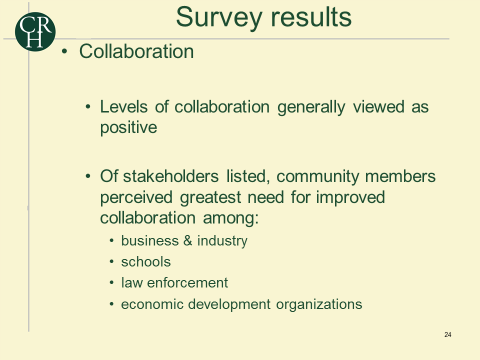 Survey results
CR
H
• Collaboration
• Levels of collaboration generally viewed as
positive
• Of stakeholders listed, community members
perceived greatest need for improved
collaboration among:
• business & industry
• schools
• law enforcement
• economic development organizations
24